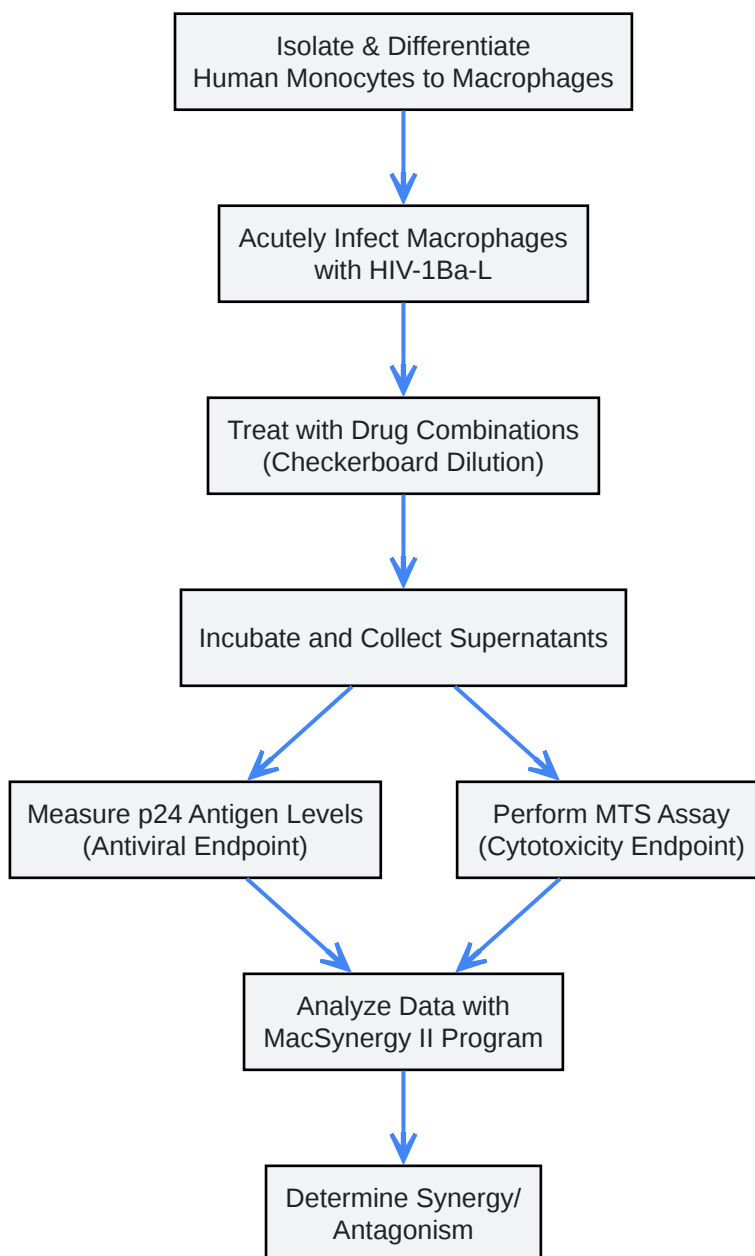 Isolate & Differentiate
Human Monocytes to Macrophages
Acutely Infect Macrophages
with HIV-1Ba-L
Treat with Drug Combinations
(Checkerboard Dilution)
Incubate and Collect Supernatants
Measure p24 Antigen Levels
(Antiviral Endpoint)
Perform MTS Assay
(Cytotoxicity Endpoint)
Analyze Data with
MacSynergy II Program
Determine Synergy/
Antagonism